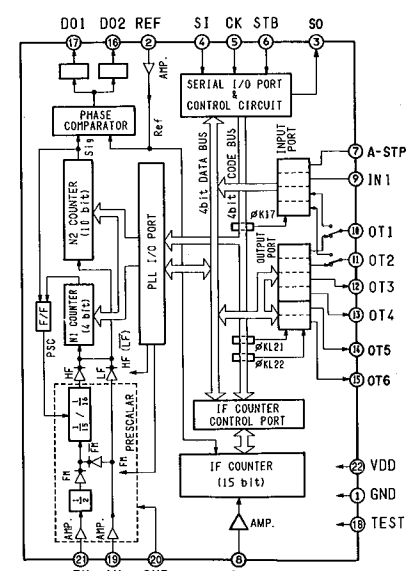 DO1 DO2 REF SI CK STB SO
17 16 2 4 5 6 3
AMP.
SERIAL I/O PORT
&
CONTROL CIRCUIT
PHASE
COMPARATOR
Ref
Sig
4bit DATA BUS
4bit CODE BUS
INPUT
PORT
7 A-STP
9 IN1
N2 COUNTER
(10 bit)
PLL I/O PORT
øK17
10 OT1
11 OT2
OUTPUT
PORT
12 OT3
13 OT4
F/F
N1 COUNTER
(4 bit)
PSC
HF (LF)
øKL21
øKL22
14 OT5
15 OT6
HF
LF
1/15 / 1/16
PRESCALAR
IF COUNTER
CONTROL PORT
FM
FM
FM
IF COUNTER
(15 bit)
1/2
22 VDD
1 GND
18 TEST
AMP.
AMP.
AMP.
21 19 20 8